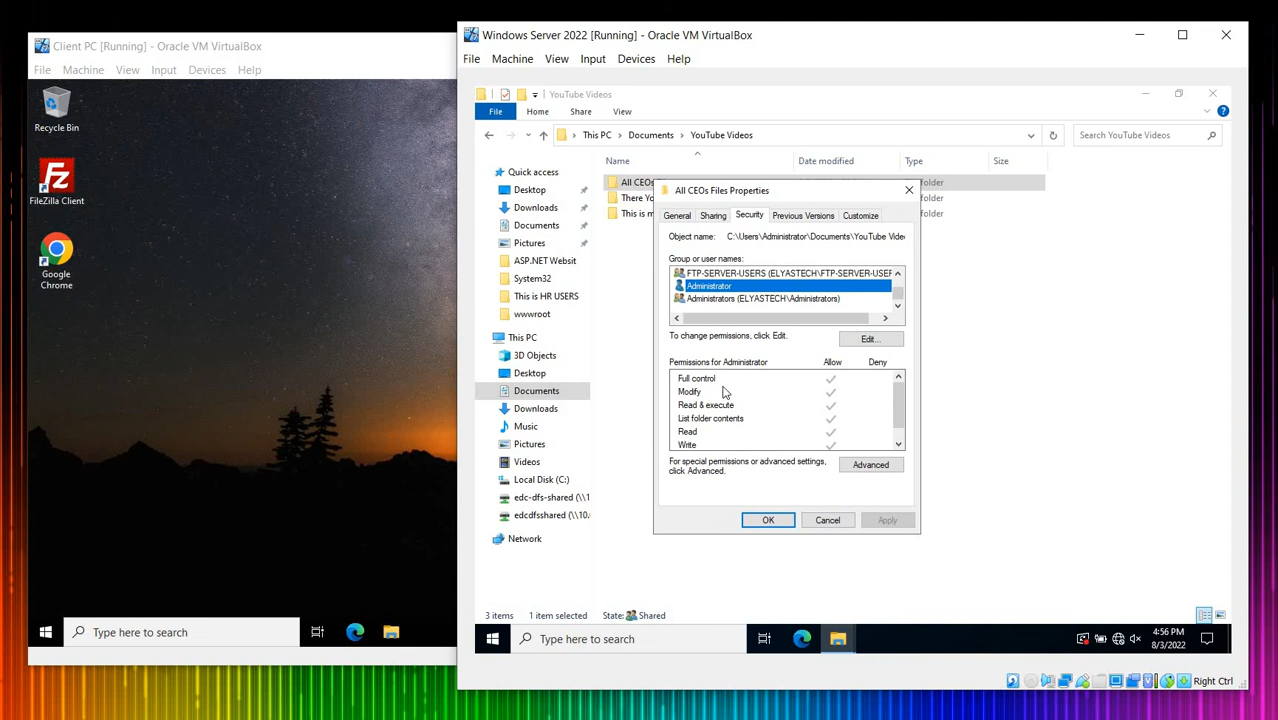 Client PC [Running] - Oracle VM VirtualBox
File Machine View Input Devices Help
Recycle Bin
FileZilla Client
Google
Chrome
Type here to search
Windows Server 2022 [Running] - Oracle VM VirtualBox
File Machine View Input Devices Help
YouTube Videos
File Home Share View
This PC > Documents > YouTube Videos
Search YouTube Videos
Name Date modified Type Size
Quick access
Desktop
Downloads
Documents
Pictures
ASP.NET Websit
System32
This is HR USERS
wwwroot
This PC
3D Objects
Desktop
Documents
Downloads
Music
Pictures
Videos
Local Disk (C:)
edc-dfs-shared (\\1
edcdfsshared (\\10.
Network
All CEOs
folder
There Yo
folder
This is m
folder
All CEOs Files Properties
General Sharing Security Previous Versions Customize
Object name: C:\Users\Administrator\Documents\YouTube Vide
Group or user names:
FTP-SERVER-USERS (ELYASTECH\FTP-SERVER-USER
Administrator
Administrators (ELYASTECH\Administrators)
To change permissions, click Edit.
Edit...
Permissions for Administrator Allow Deny
Full control
Modify
Read & execute
List folder contents
Read
Write
For special permissions or advanced settings,
click Advanced.
Advanced
OK Cancel Apply
3 items 1 item selected State: Shared
Type here to search
4:56 PM
8/3/2022
Right Ctrl